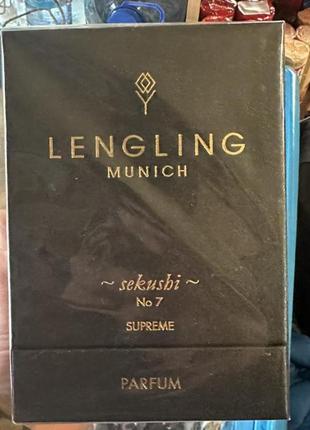 LENGLING
MUNICH
~ sekushi ~
No 7
SUPREME
PARFUM